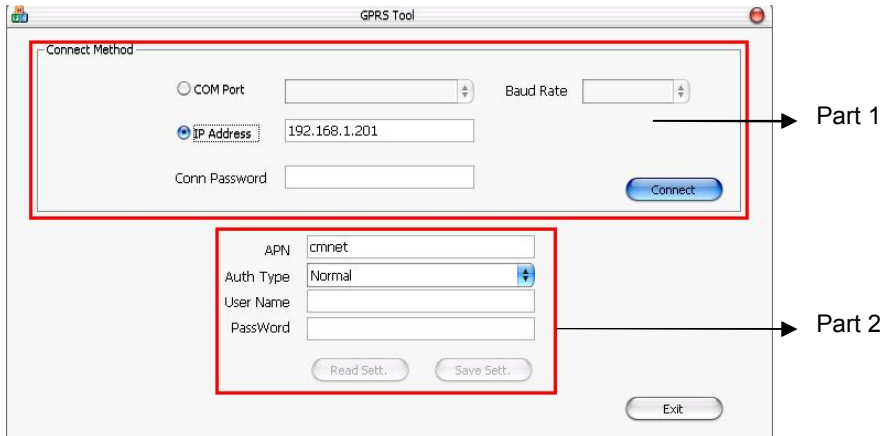 GPRS Tool
Connect Method
COM Port Baud Rate
Part 1
IP Address 192.168.1.201
Conn Password
Connect
APN cmnet
Auth Type Normal
User Name
Part 2
PassWord
Read Sett. Save Sett.
Exit